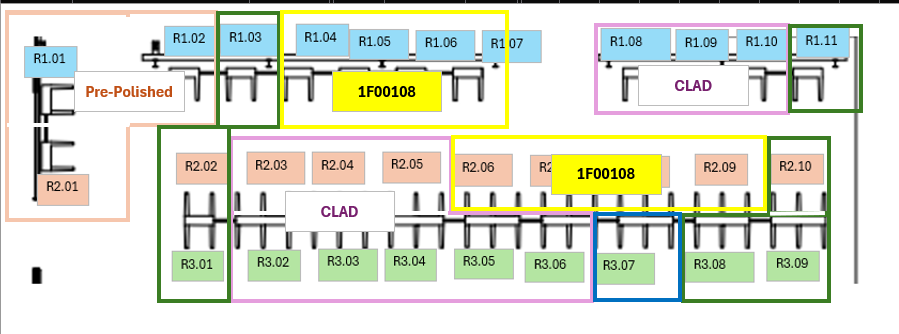 R1.01
R1.02
R1.03
R1.04
R1.05
R1.06
R1.07
R1.08
R1.09
R1.10
R1.11
Pre-Polished
1F00108
CLAD
R2.01
R2.02
R2.03
R2.04
R2.05
R2.06
1F00108
R2.09
R2.10
CLAD
R3.01
R3.02
R3.03
R3.04
R3.05
R3.06
R3.07
R3.08
R3.09